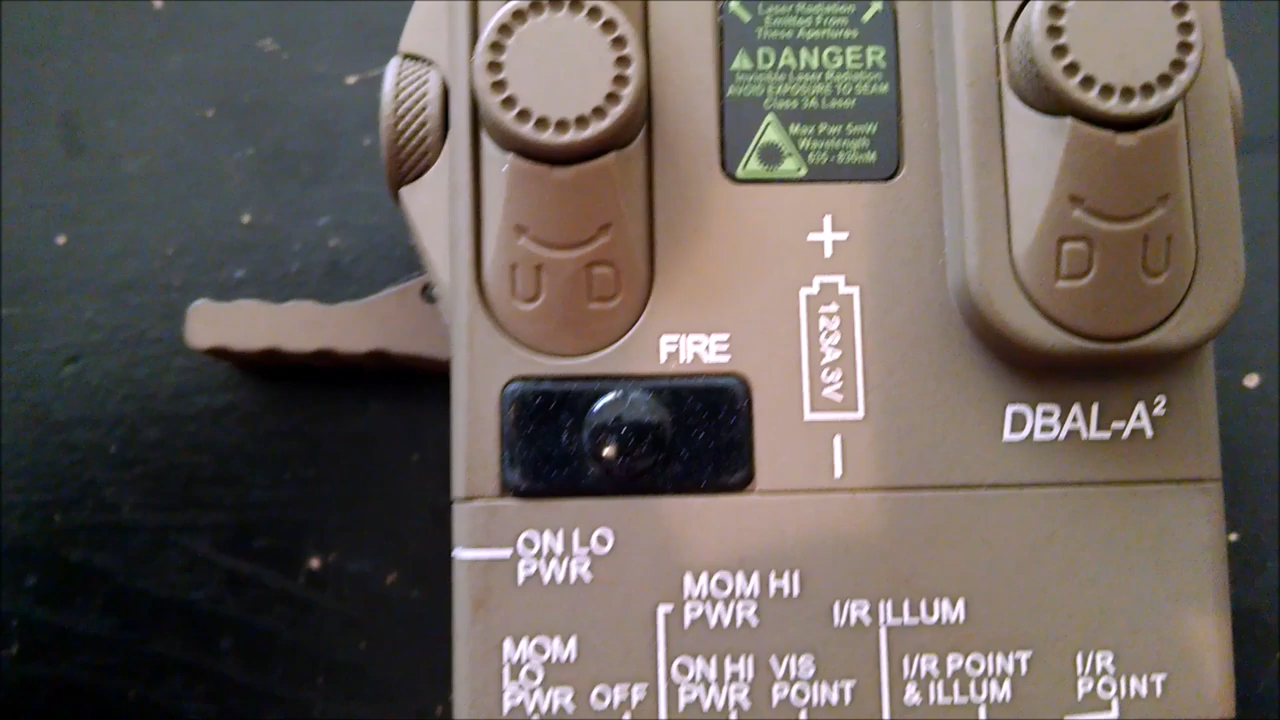 Laser Radiation
Emitted From
These Apertures
DANGER
Invisible Laser Radiation
AVOID EXPOSURE TO BEAM
Class 3A Laser
Max Pwr 5mW
Wavelength
+
U D
D U
123A 3V
FIRE
−
DBAL-A²
ON LO
PWR
MOM HI
PWR
I/R ILLUM
MOM
LO
PWR
OFF
ON HI
PWR
VIS
POINT
I/R POINT
& ILLUM
I/R
POINT